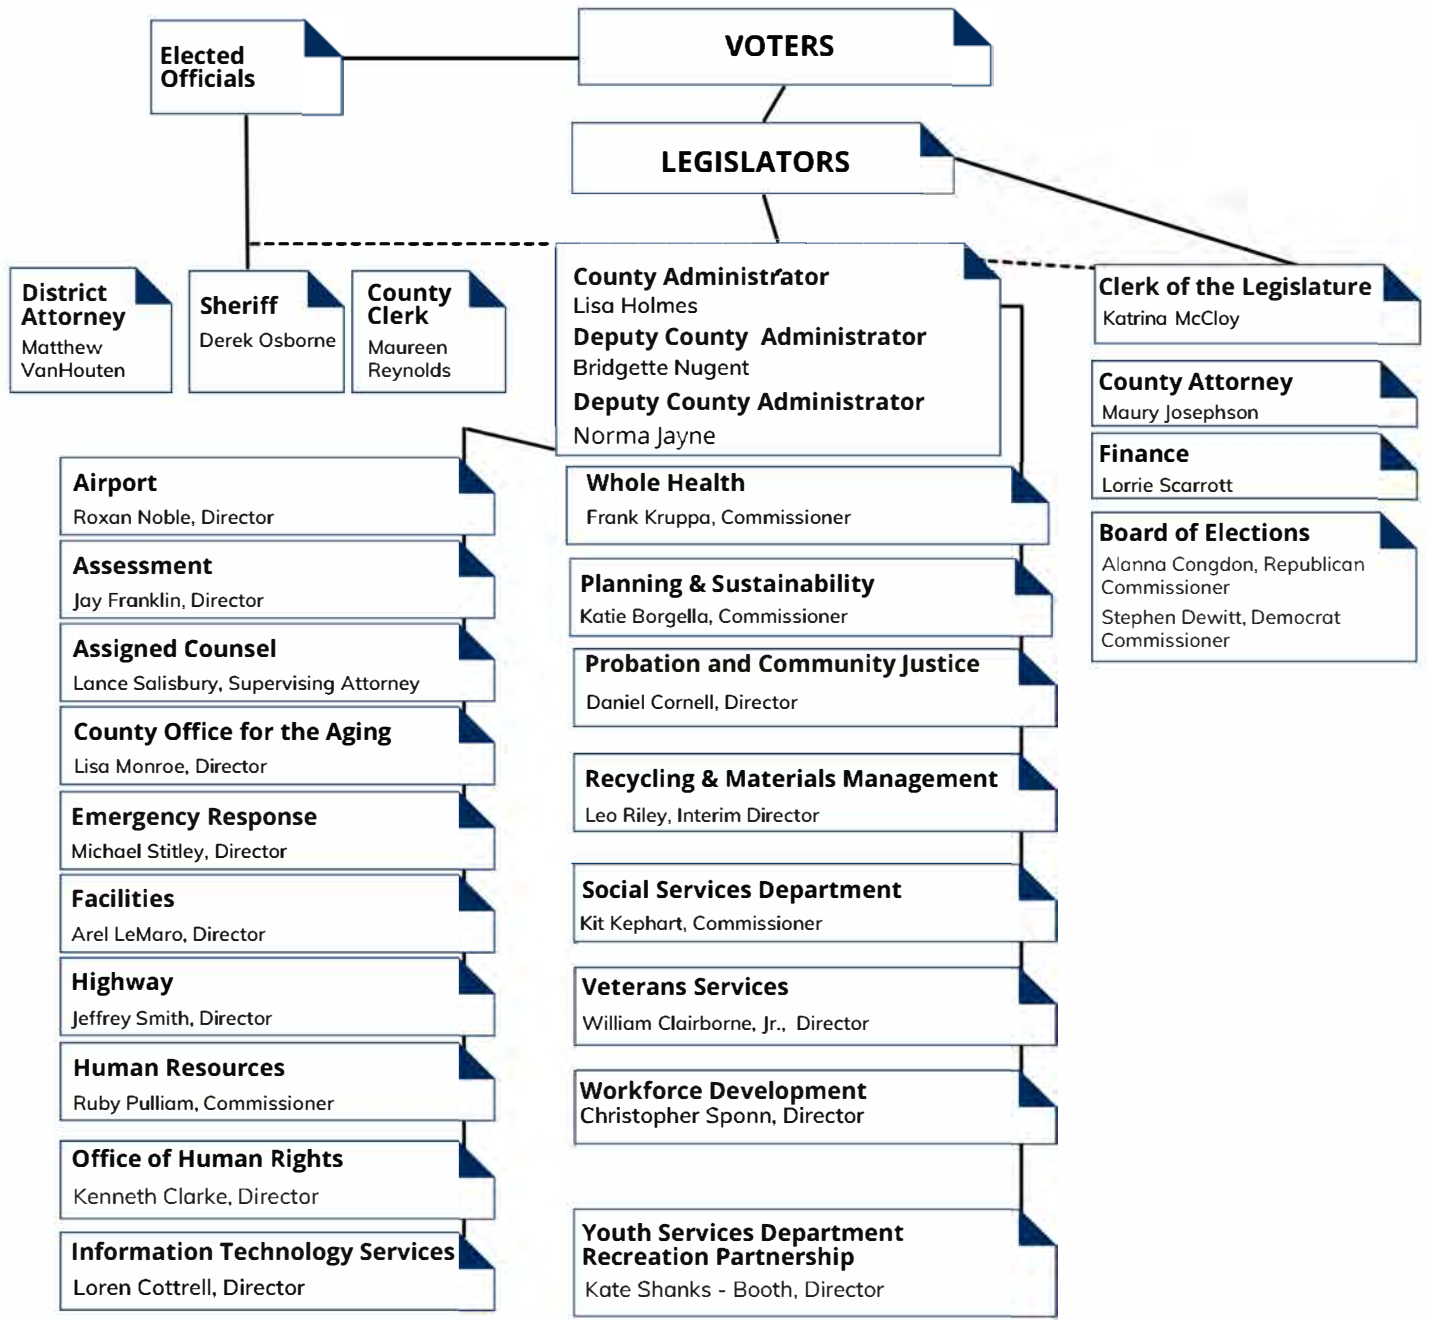 Elected
Officials
VOTERS
LEGISLATORS
District
Attorney
Matthew
VanHouten
Sheriff
Derek Osborne
County
Clerk
Maureen
Reynolds
County Administrator
Lisa Holmes
Deputy County Administrator
Bridgette Nugent
Deputy County Administrator
Norma Jayne
Clerk of the Legislature
Katrina McCloy
County Attorney
Maury Josephson
Finance
Lorrie Scarrott
Board of Elections
Alanna Congdon, Republican
Commissioner
Stephen Dewitt, Democrat
Commissioner
Airport
Roxan Noble, Director
Assessment
Jay Franklin, Director
Assigned Counsel
Lance Salisbury, Supervising Attorney
County Office for the Aging
Lisa Monroe, Director
Emergency Response
Michael Stitley, Director
Facilities
Arel LeMaro, Director
Highway
Jeffrey Smith, Director
Human Resources
Ruby Pulliam, Commissioner
Office of Human Rights
Kenneth Clarke, Director
Information Technology Services
Loren Cottrell, Director
Whole Health
Frank Kruppa, Commissioner
Planning & Sustainability
Katie Borgella, Commissioner
Probation and Community Justice
Daniel Cornell, Director
Recycling & Materials Management
Leo Riley, Interim Director
Social Services Department
Kit Kephart, Commissioner
Veterans Services
William Clairborne, Jr., Director
Workforce Development
Christopher Sponn, Director
Youth Services Department
Recreation Partnership
Kate Shanks - Booth, Director